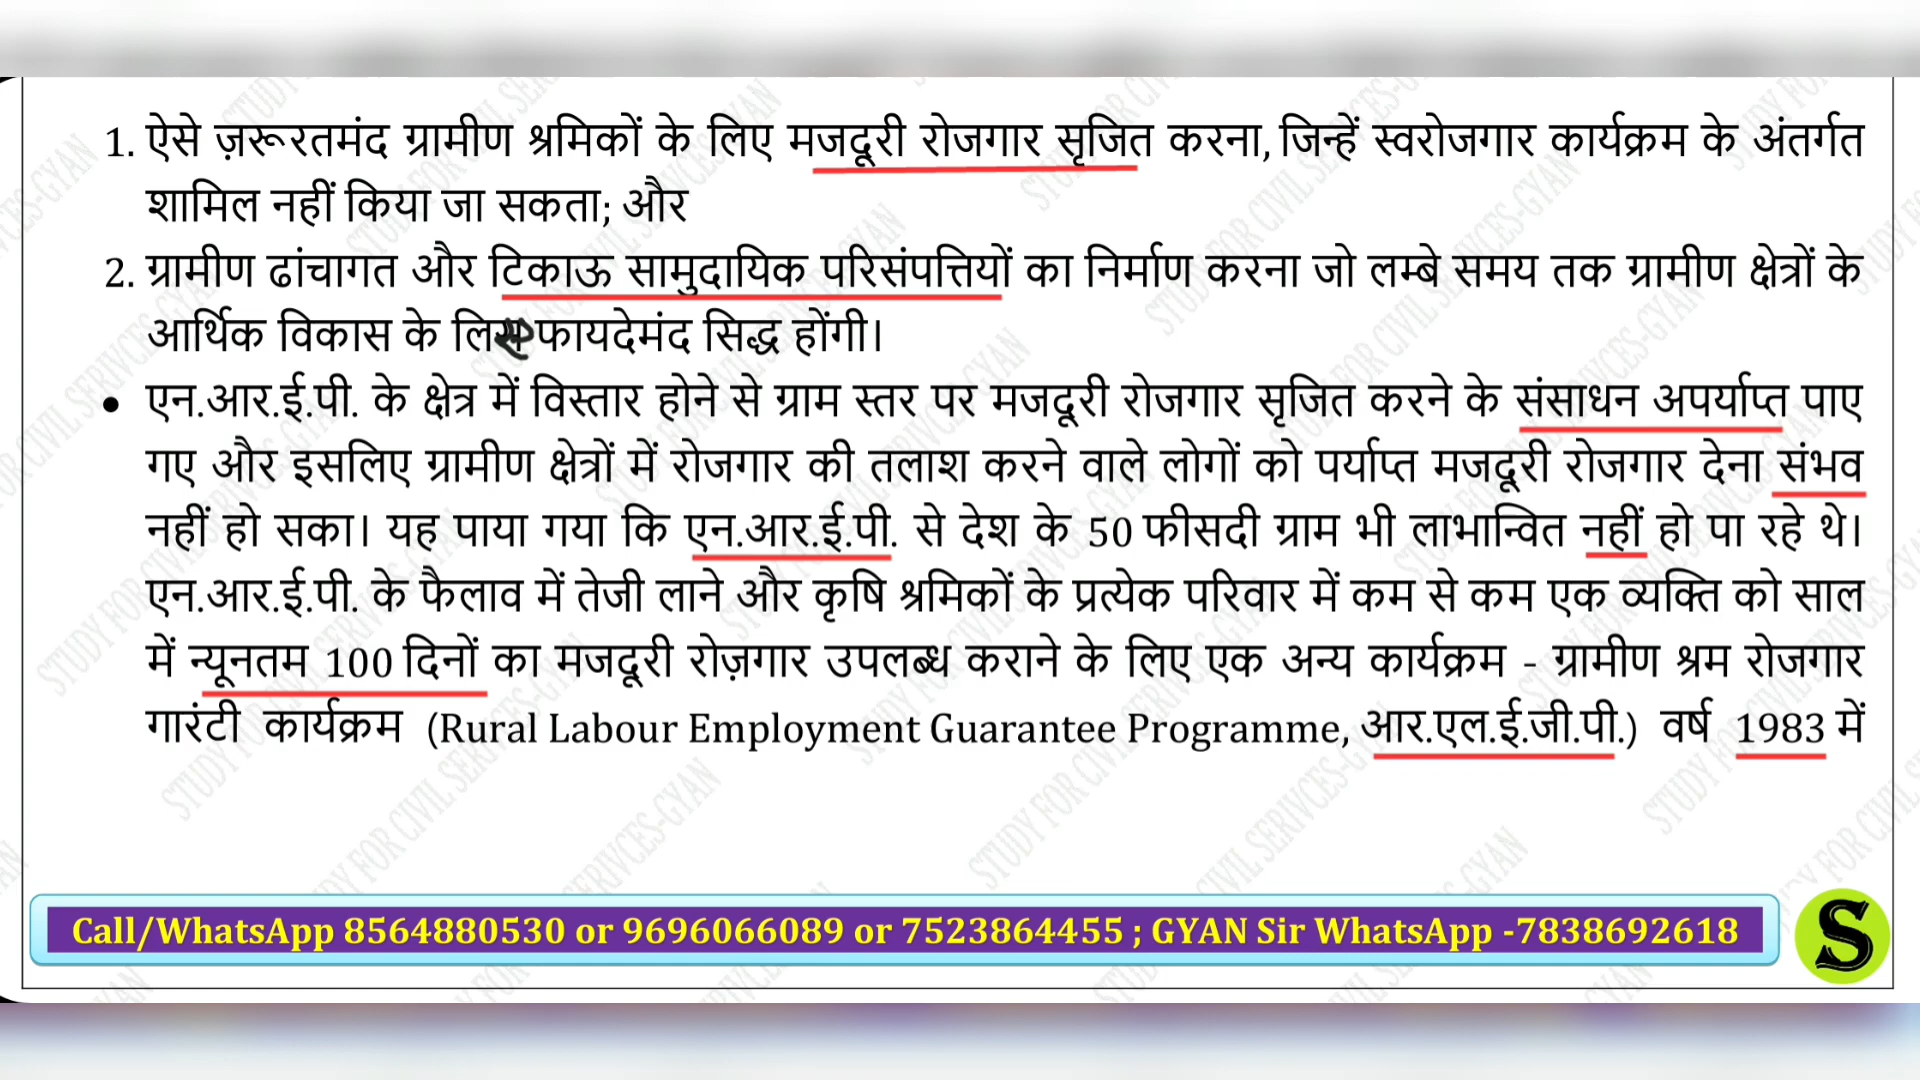 1. ऐसे ज़रूरतमंद ग्रामीण श्रमिकों के लिए मजदूरी रोजगार सृजित करना, जिन्हें स्वरोजगार कार्यक्रम के अंतर्गत
शामिल नहीं किया जा सकता; और
2. ग्रामीण ढांचागत और टिकाऊ सामुदायिक परिसंपत्तियों का निर्माण करना जो लम्बे समय तक ग्रामीण क्षेत्रों के
आर्थिक विकास के लिए फायदेमंद सिद्ध होंगी।
• एन.आर.ई.पी. के क्षेत्र में विस्तार होने से ग्राम स्तर पर मजदूरी रोजगार सृजित करने के संसाधन अपर्याप्त पाए
गए और इसलिए ग्रामीण क्षेत्रों में रोजगार की तलाश करने वाले लोगों को पर्याप्त मजदूरी रोजगार देना संभव
नहीं हो सका। यह पाया गया कि एन.आर.ई.पी. से देश के 50 फीसदी ग्राम भी लाभान्वित नहीं हो पा रहे थे।
एन.आर.ई.पी. के फैलाव में तेजी लाने और कृषि श्रमिकों के प्रत्येक परिवार में कम से कम एक व्यक्ति को साल
में न्यूनतम 100 दिनों का मजदूरी रोज़गार उपलब्ध कराने के लिए एक अन्य कार्यक्रम - ग्रामीण श्रम रोजगार
गारंटी कार्यक्रम (Rural Labour Employment Guarantee Programme, आर.एल.ई.जी.पी.) वर्ष 1983 में
Call/WhatsApp 8564880530 or 9696066089 or 7523864455 ; GYAN Sir WhatsApp -7838692618
S
STUDY FOR CIVIL SERIVCES-GYAN